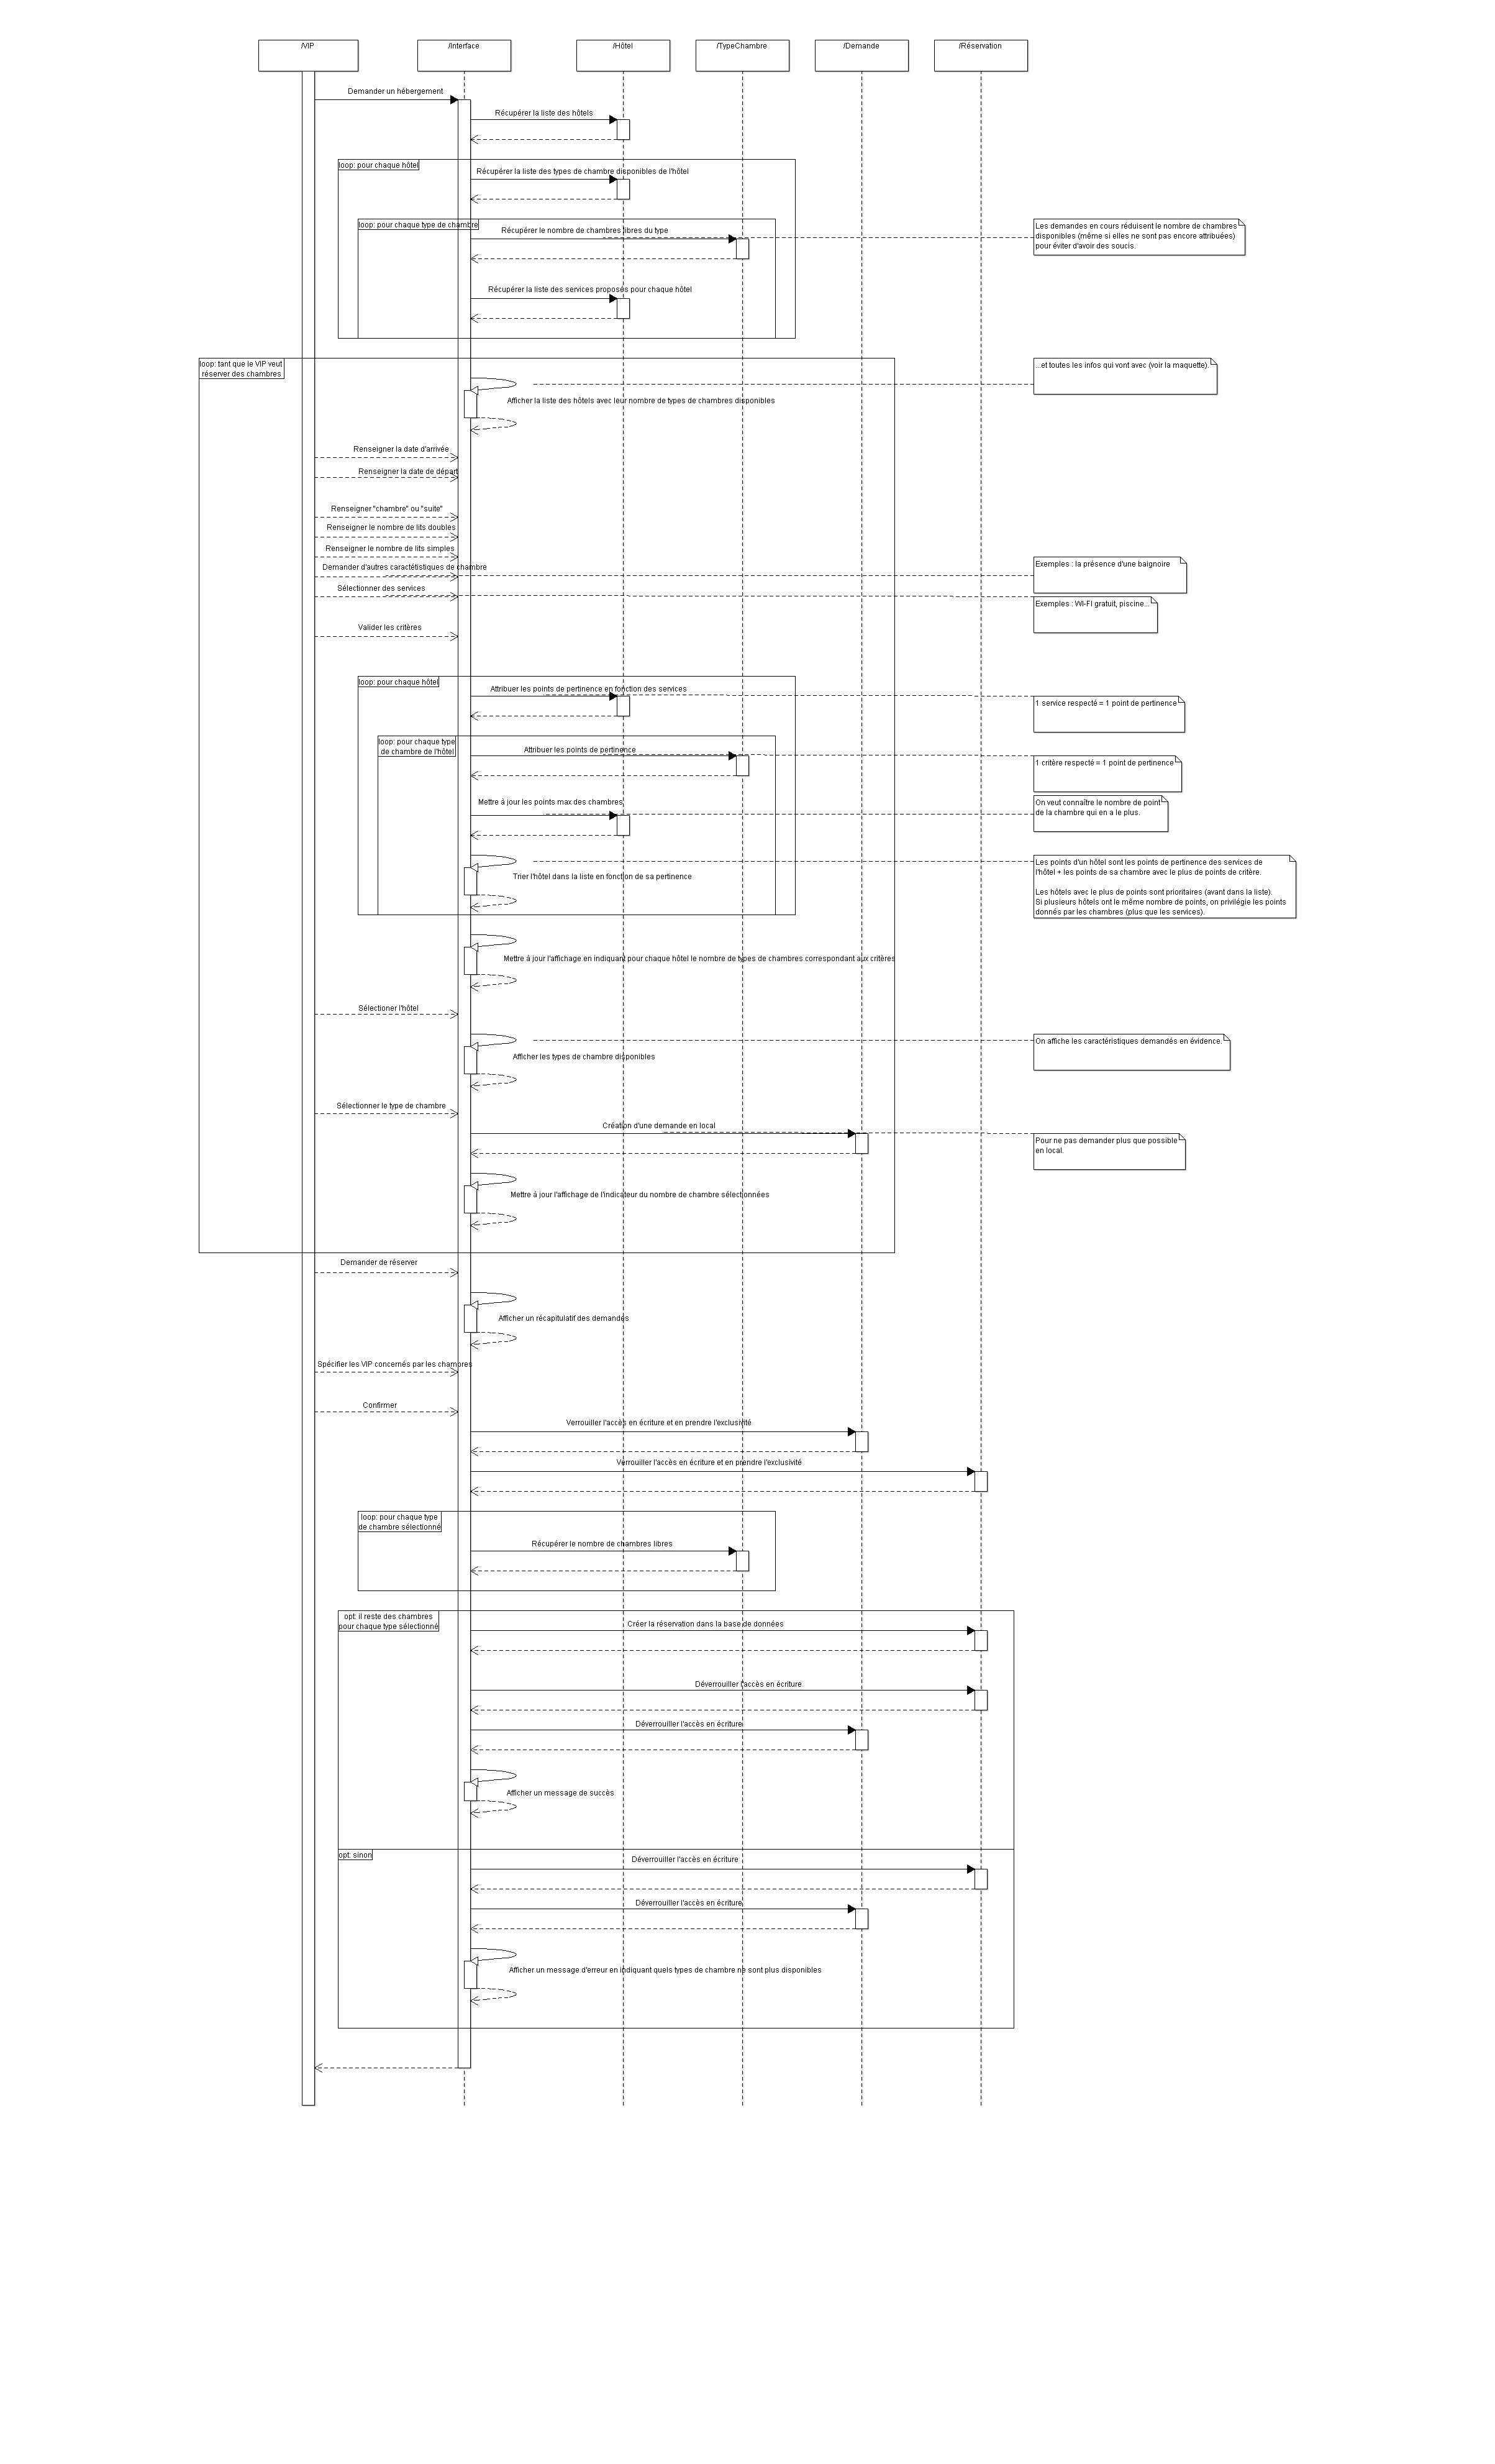 /VIP
/Interface
/Hôtel
/TypeChambre
/Demande
/Réservation
Demander un hébergement
Récupérer la liste des hôtels
loop: pour chaque hôtel
Récupérer la liste des types de chambre disponibles de l'hôtel
loop: pour chaque type de chambre
Récupérer le nombre de chambres libres du type
Les demandes en cours réduisent le nombre de chambres
disponibles (même si elles ne sont pas encore attribuées)
pour éviter d'avoir des soucis.
Récupérer la liste des services proposés pour chaque hôtel
loop: tant que le VIP veut
réserver des chambres
...et toutes les infos qui vont avec (voir la maquette).
Afficher la liste des hôtels avec leur nombre de types de chambres disponibles
Renseigner la date d'arrivée
Renseigner la date de départ
Renseigner "chambre" ou "suite"
Renseigner le nombre de lits doubles
Renseigner le nombre de lits simples
Demander d'autres caractétistiques de chambre
Exemples : la présence d'une baignoire
Sélectionner des services
Exemples : WI-FI gratuit, piscine...
Valider les critères
loop: pour chaque hôtel
Attribuer les points de pertinence en fonction des services
1 service respecté = 1 point de pertinence
loop: pour chaque type
de chambre de l'hôtel
Attribuer les points de pertinence
1 critère respecté = 1 point de pertinence
Mettre á jour les points max des chambres
On veut connaître le nombre de point
de la chambre qui en a le plus.
Trier l'hôtel dans la liste en fonction de sa pertinence
Les points d'un hôtel sont les points de pertinence des services de
l'hôtel + les points de sa chambre avec le plus de points de critère.
Les hôtels avec le plus de points sont prioritaires (avant dans la liste).
Si plusieurs hôtels ont le même nombre de points, on privilégie les points
donnés par les chambres (plus que les services).
Mettre á jour l'affichage en indiquant pour chaque hôtel le nombre de types de chambres correspondant aux critères
Sélectioner l'hôtel
On affiche les caractéristiques demandés en évidence.
Afficher les types de chambre disponibles
Sélectionner le type de chambre
Création d'une demande en local
Pour ne pas demander plus que possible
en local.
Mettre á jour l'affichage de l'indicateur du nombre de chambre sélectionnées
Demander de réserver
Afficher un récapitulatif des demandes
Spécifier les VIP concernés par les chambres
Confirmer
Verrouiller l'accès en écriture et en prendre l'exclusivité
Verrouiller l'accès en écriture et en prendre l'exclusivité
loop: pour chaque type
de chambre sélectionné
Récupérer le nombre de chambres libres
opt: il reste des chambres
pour chaque type sélectionné
Créer la réservation dans la base de données
Déverrouiller l'accès en écriture
Déverrouiller l'accès en écriture
Afficher un message de succès
opt: sinon
Déverrouiller l'accès en écriture
Déverrouiller l'accès en écriture
Afficher un message d'erreur en indiquant quels types de chambre ne sont plus disponibles